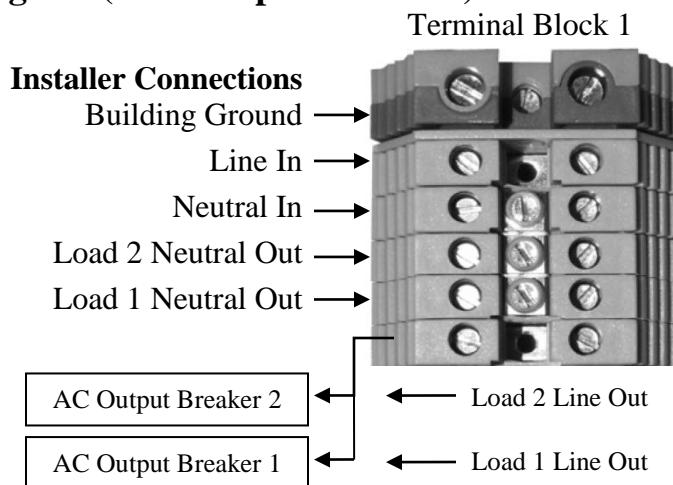 Terminal Block 1
Installer Connections
Building Ground
Line In
Neutral In
Load 2 Neutral Out
Load 1 Neutral Out
AC Output Breaker 2
Load 2 Line Out
AC Output Breaker 1
Load 1 Line Out